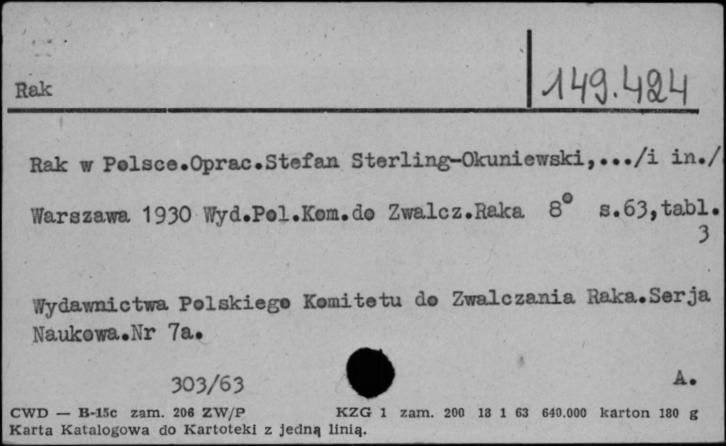 Rak
149.424
Rak w Polsce.Oprac.Stefan Sterling-Okuniewski,.../i in./
Warszawa 1930 Wyd.Pol.Kom.do Zwalcz.Raka 8° s.63,tabl.
3
Wydawnictwa Polskiego Komitetu do Zwalczania Raka.Serja
Naukowa.Nr 7a.
303/63
A.
CWD — B-15c zam. 206 ZW/P KZG 1 zam. 200 18 1 63 640.000 karton 180 g
Karta Katalogowa do Kartoteki z jedną linią.